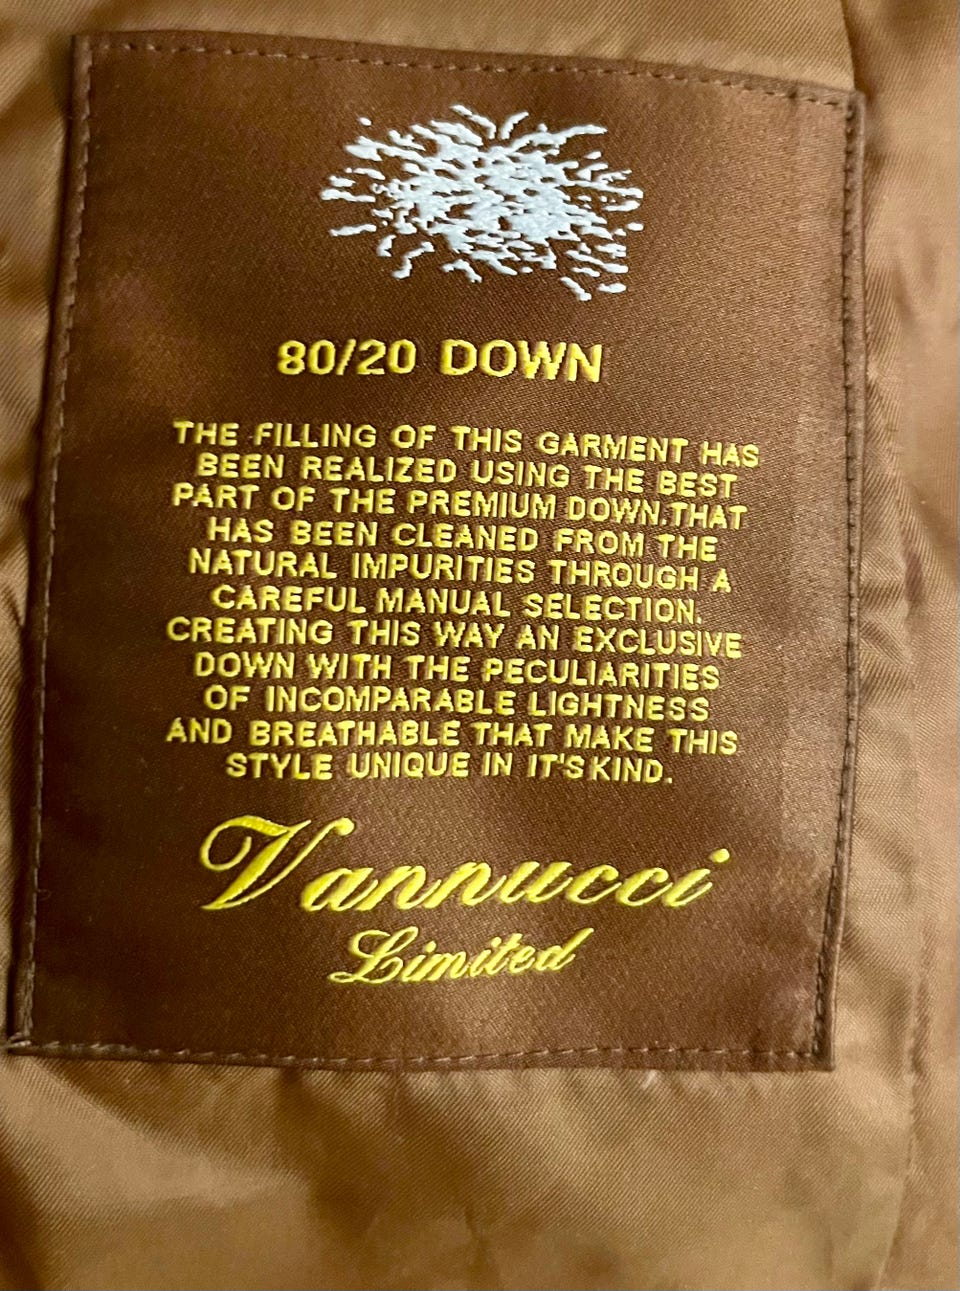 80/20 DOWN
THE FILLING OF THIS GARMENT HAS
BEEN REALIZED USING THE BEST
PART OF THE PREMIUM DOWN.THAT
HAS BEEN CLEANED FROM THE
NATURAL IMPURITIES THROUGH A
CAREFUL MANUAL SELECTION.
CREATING THIS WAY AN EXCLUSIVE
DOWN WITH THE PECULIARITIES
OF INCOMPARABLE LIGHTNESS
AND BREATHABLE THAT MAKE THIS
STYLE UNIQUE IN IT'S KIND.
Vannucci
Limited